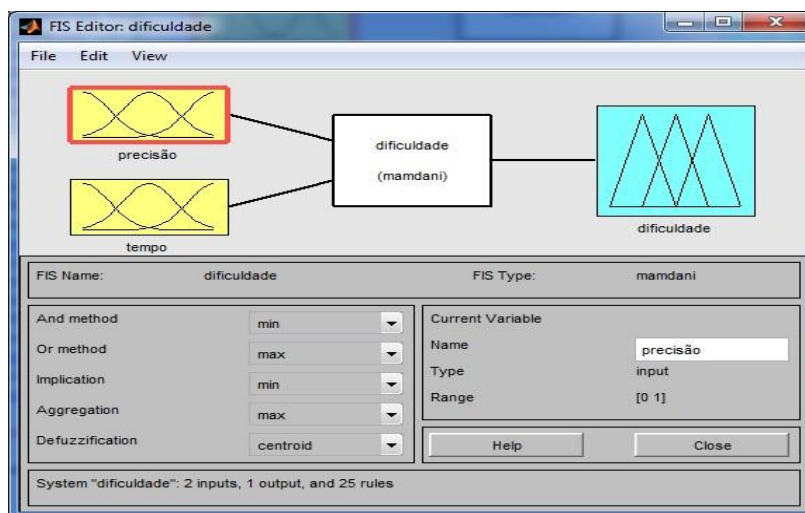 FIS Editor: dificuldade
File Edit View
precisão
tempo
dificuldade
(mamdani)
dificuldade
FIS Name: dificuldade FIS Type: mamdani
And method min
Or method max
Implication min
Aggregation max
Defuzzification centroid
Current Variable
Name precisão
Type input
Range [0 1]
Help Close
System "dificuldade": 2 inputs, 1 output, and 25 rules